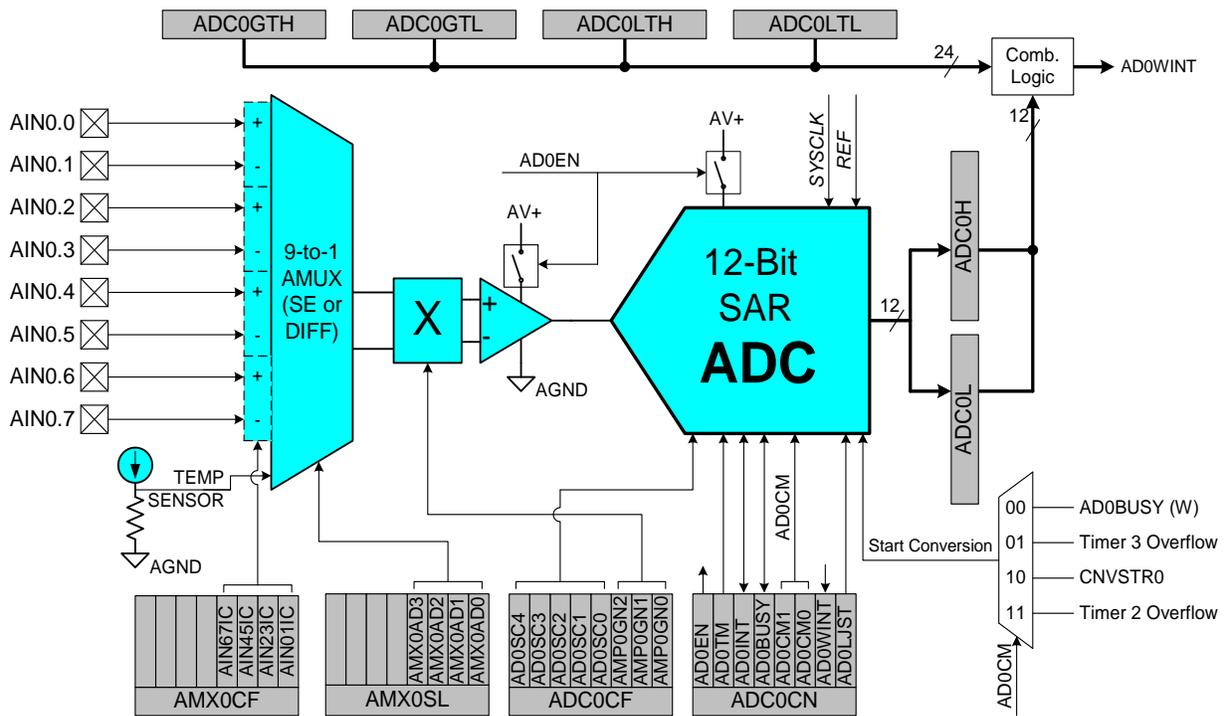 ADC0GTH
ADC0GTL
ADC0LTH
ADC0LTL
24
Comb.
Logic
AD0WINT
12
AIN0.0
AIN0.1
AIN0.2
AIN0.3
AIN0.4
AIN0.5
AIN0.6
AIN0.7
+
-
+
-
+
-
+
-
9-to-1
AMUX
(SE or
DIFF)
X
+
-
AV+
AGND
AD0EN
AV+
SYSCLK
REF
12-Bit
SAR
ADC
12
ADC0H
ADC0L
TEMP
SENSOR
AGND
AD0CM
Start Conversion
00
01
10
11
AD0BUSY (W)
Timer 3 Overflow
CNVSTR0
Timer 2 Overflow
AD0CM
AIN67IC
AIN45IC
AIN23IC
AIN01IC
AMX0CF
AMX0AD3
AMX0AD2
AMX0AD1
AMX0AD0
AMX0SL
AD0SC4
AD0SC3
AD0SC2
AD0SC1
AD0SC0
AMP0GN2
AMP0GN1
AMP0GN0
ADC0CF
AD0EN
AD0TM
AD0INT
AD0BUSY
AD0CM1
AD0CM0
AD0WINT
AD0LJST
ADC0CN